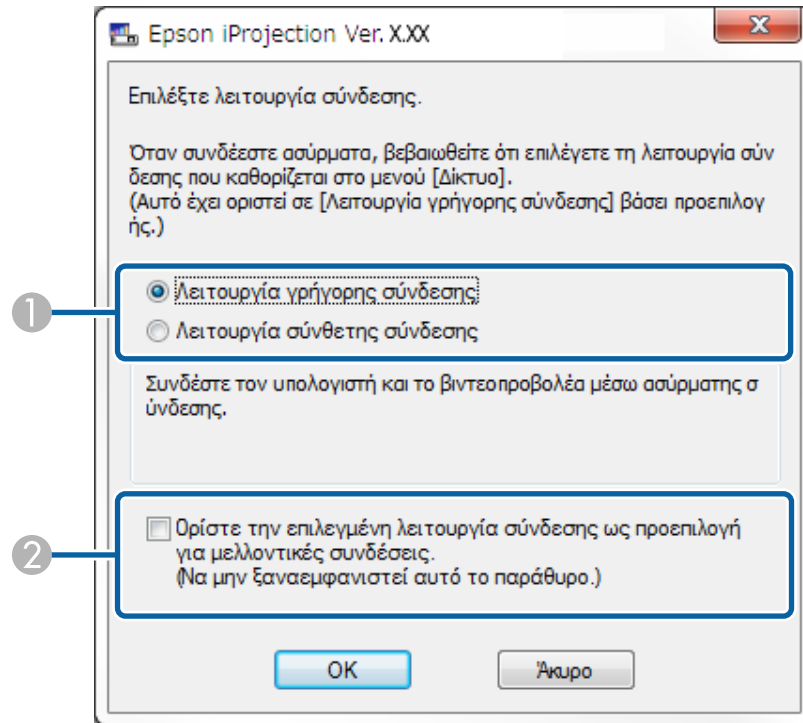 Epson iProjection Ver. X.XX
X
Επιλέξτε λειτουργία σύνδεσης.
Όταν συνδέεστε ασύρματα, βεβαιωθείτε ότι επιλέγετε τη λειτουργία σύν
δεσης που καθορίζεται στο μενού [Δίκτυο].
(Αυτό έχει οριστεί σε [Λειτουργία γρήγορης σύνδεσης] βάσει προεπιλογ
ής.)
1
Λειτουργία γρήγορης σύνδεσης
Λειτουργία σύνθετης σύνδεσης
Συνδέστε τον υπολογιστή και το βιντεοπροβολέα μέσω ασύρματης σ
ύνδεσης.
2
Ορίστε την επιλεγμένη λειτουργία σύνδεσης ως προεπιλογή
για μελλοντικές συνδέσεις.
(Να μην ξαναεμφανιστεί αυτό το παράθυρο.)
OK
Άκυρο